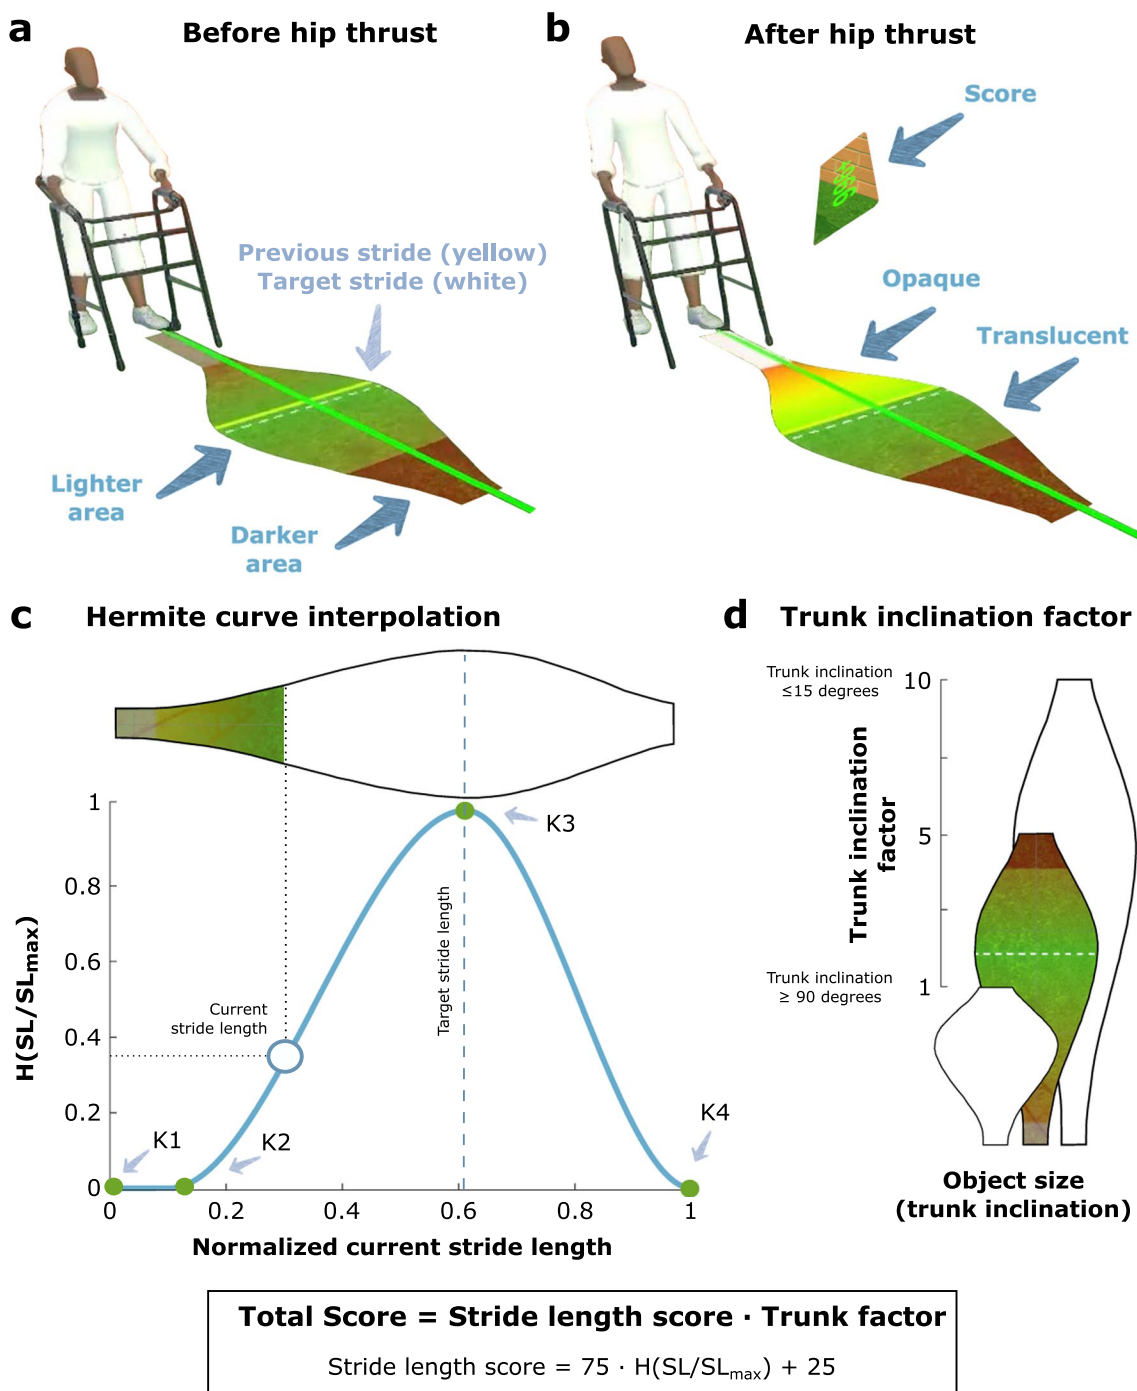 a
Before hip thrust
b
After hip thrust
Score
Previous stride (yellow)
Target stride (white)
Opaque
Translucent
Lighter
area
Darker
area
c
Hermite curve interpolation
d
Trunk inclination factor
Trunk inclination
≤15 degrees
10
5
1
Trunk inclination
factor
Trunk inclination
≥ 90 degrees
Object size
(trunk inclination)
1
0.8
0.6
0.4
0.2
0
H(SL/SLmax)
K1
K2
K3
K4
Current
stride length
Target stride length
0
0.2
0.4
0.6
0.8
1
Normalized current stride length
Total Score = Stride length score · Trunk factor
Stride length score = 75 · H(SL/SLmax) + 25